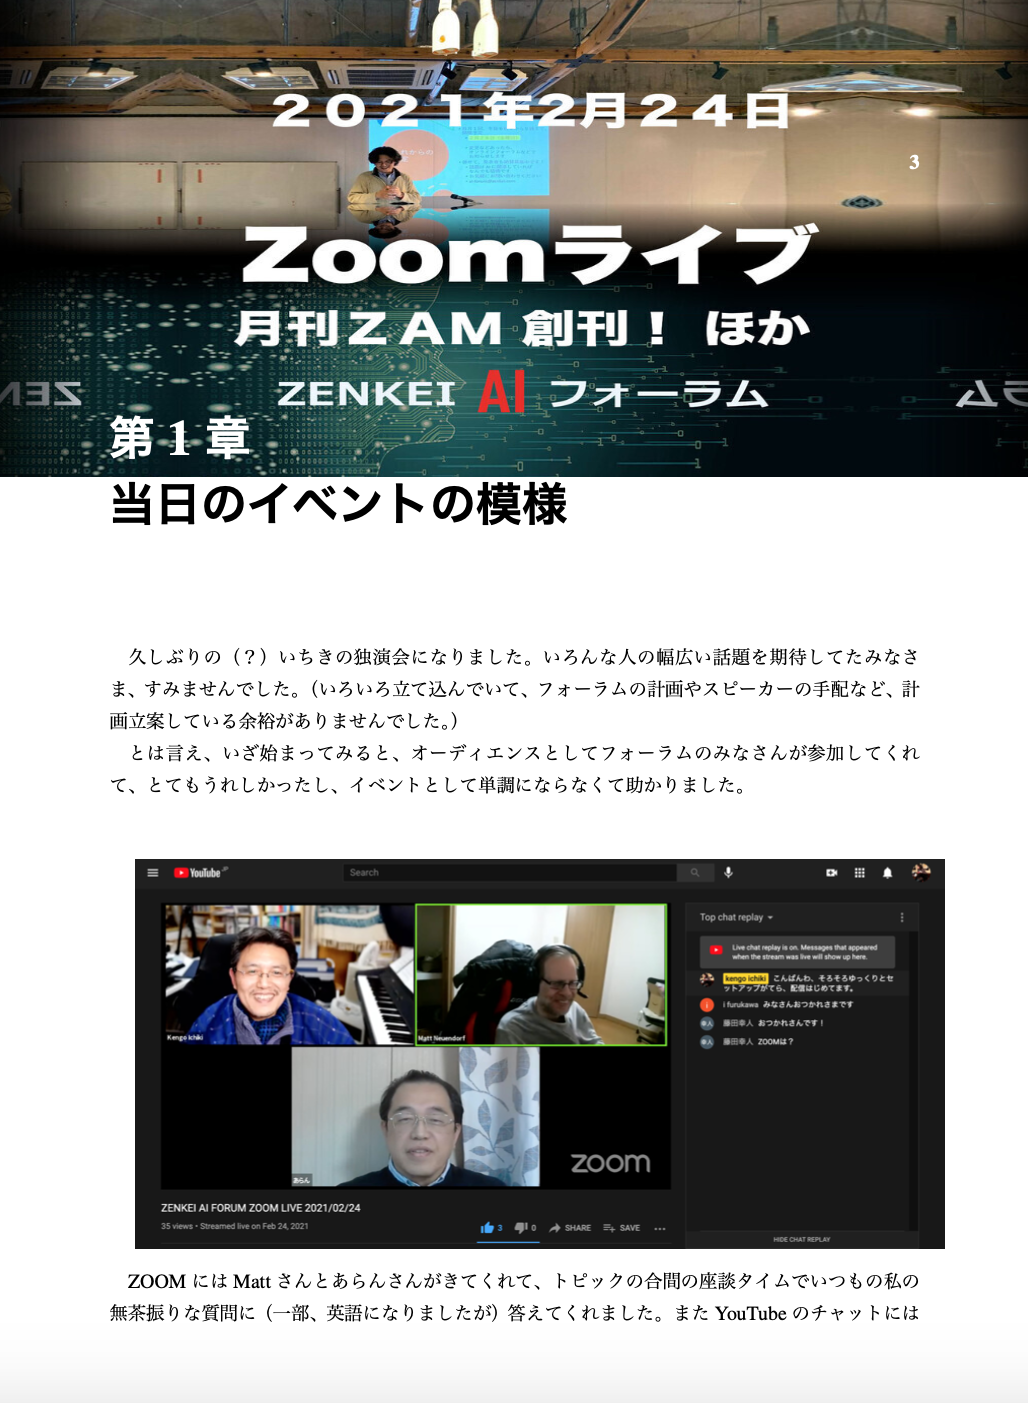 ２０２１年2月２４日
3
Zoomライブ
月刊ＺＡＭ 創刊！ ほか
ZENKEI AI フォーラム
第 1 章
当日のイベントの模様
久しぶりの（？）いちきの独演会になりました。いろんな人の幅広い話題を期待してたみなさ
ま、すみませんでした。（いろいろ立て込んでいて、フォーラムの計画やスピーカーの手配など、計
画立案している余裕がありませんでした。）
とは言え、いざ始まってみると、オーディエンスとしてフォーラムのみなさんが参加してくれ
て、とてもうれしかったし、イベントとして単調にならなくて助かりました。
YouTube JP
Search
Top chat replay
Live chat replay is on. Messages that appeared
when the stream was live will show up here.
kengo ichiki こんばんわ、そろそろゆっくりとセ
ットアップがてら、配信はじめてます。
i furukawa みなさんおつかれさまです
藤田幸人 おつかれさんです！
藤田幸人 ZOOMは？
Kengo Ichiki
Matt Neuendorf
あらん
zoom
ZENKEI AI FORUM ZOOM LIVE 2021/02/24
35 views • Streamed live on Feb 24, 2021
3 0 SHARE SAVE
HIDE CHAT REPLAY
ZOOM には Matt さんとあらんさんがきてくれて、トピックの合間の座談タイムでいつもの私の
無茶振りな質問に（一部、英語になりましたが）答えてくれました。また YouTube のチャットには